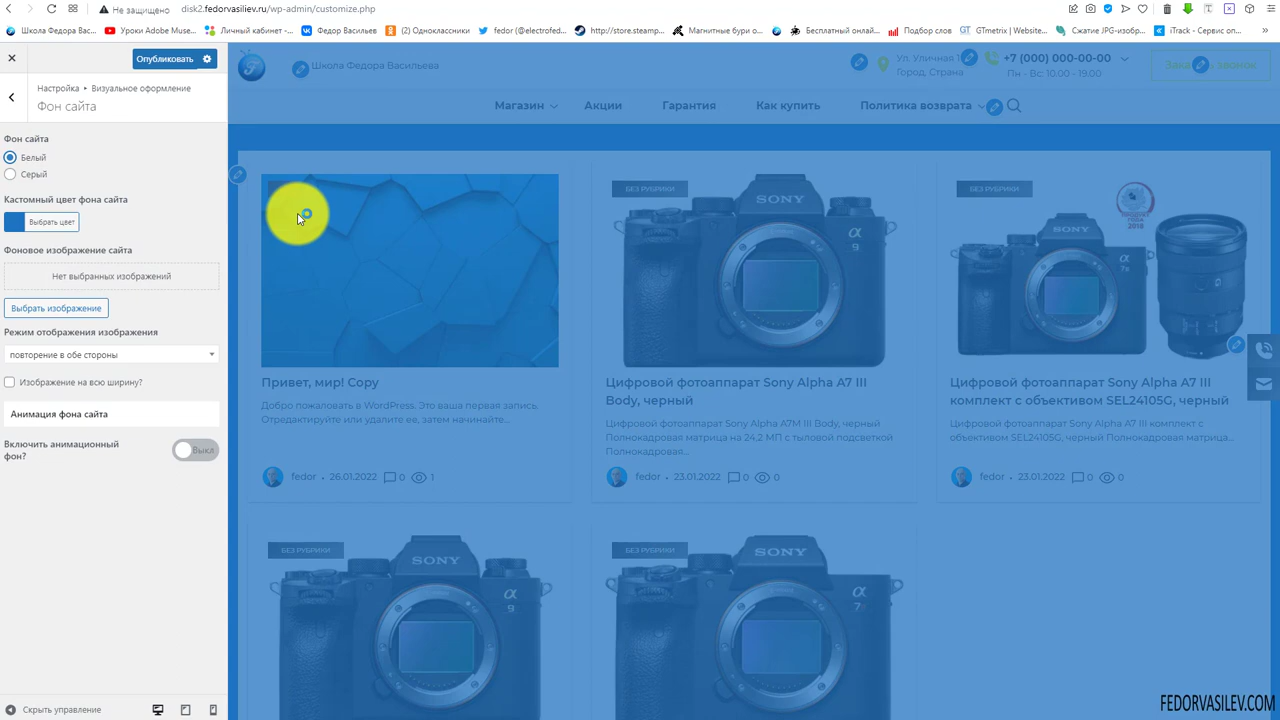 Не защищено disk2.fedorvasiliev.ru/wp-admin/customize.php
Школа Федора Вас... Уроки Adobe Muse... Личный кабинет -... Федор Васильев (2) Одноклассники fedor (@electrofed... http://store.steamp... Магнитные бури о... Бесплатный онлай... Подбор слов GTmetrix | Website... Сжатие JPG-изобр... iTrack - Сервис оп...
Опубликовать
Настройка ▸ Визуальное оформление
Фон сайта
Фон сайта
Белый
Серый
Кастомный цвет фона сайта
Выбрать цвет
Фоновое изображение сайта
Нет выбранных изображений
Выбрать изображение
Режим отображения изображения
повторение в обе стороны
Изображение на всю ширину?
Анимация фона сайта
Включить анимационный
фон?
Выкл
Скрыть управление
Школа Федора Васильева
Ул. Уличная 1
Город, Страна
+7 (000) 000-00-00
Пн - Вс: 10.00 - 19.00
звонок
Магазин Акции Гарантия Как купить Политика возврата
БЕЗ РУБРИКИ
БЕЗ РУБРИКИ
SONY
α
9
α
7 II
2018
Привет, мир! Copy
Добро пожаловать в WordPress. Это ваша первая запись.
Отредактируйте или удалите ее, затем начинайте...
fedor • 26.01.2022 0 1
Цифровой фотоаппарат Sony Alpha A7 III
Body, черный
Цифровой фотоаппарат Sony Alpha A7M III Body, черный
Полнокадровая матрица на 24,2 МП с тыловой подсветкой
Полнокадровая...
fedor • 23.01.2022 0 0
Цифровой фотоаппарат Sony Alpha A7 III
комплект с объективом SEL24105G, черный
Цифровой фотоаппарат Sony Alpha A7 III комплект с
объективом SEL24105G, черный Полнокадровая матрица...
fedor • 23.01.2022 0 0
БЕЗ РУБРИКИ
SONY
α
9
БЕЗ РУБРИКИ
SONY
α
7
FEDORVASILEV.COM